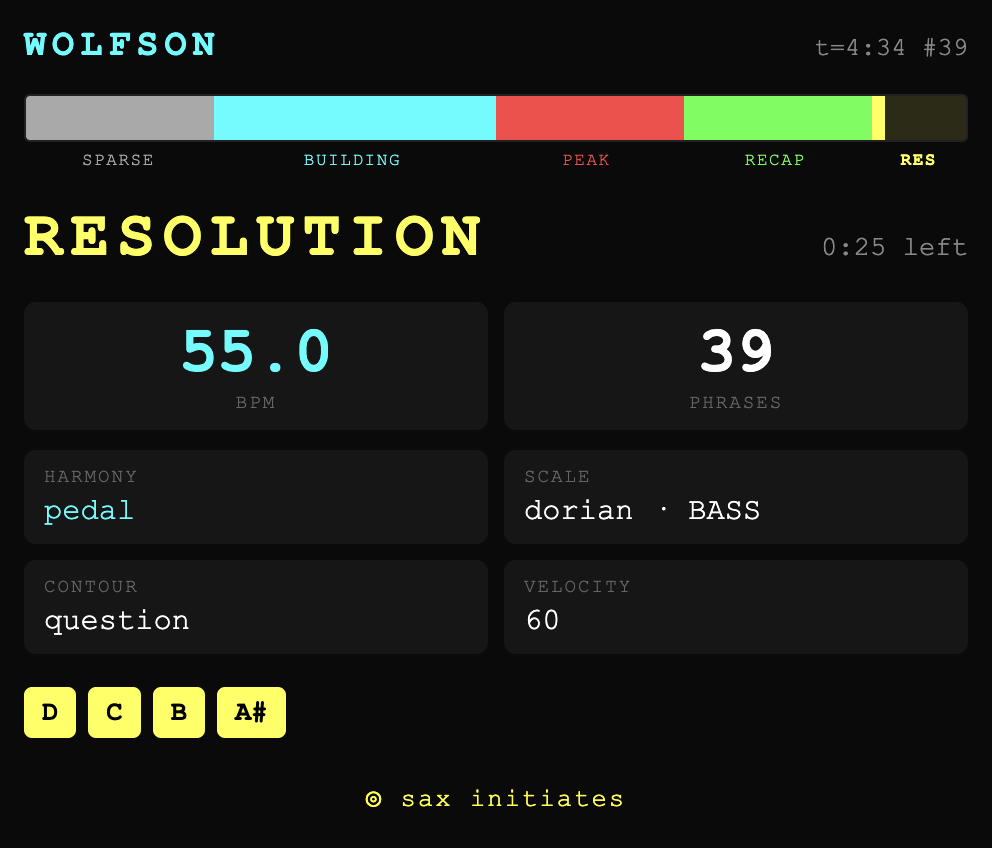 WOLFSON t=4:34 #39
SPARSE BUILDING PEAK RECAP RES
RESOLUTION 0:25 left
55.0 39
BPM PHRASES
HARMONY SCALE
pedal dorian · BASS
CONTOUR VELOCITY
question 60
D C B A#
◎ sax initiates